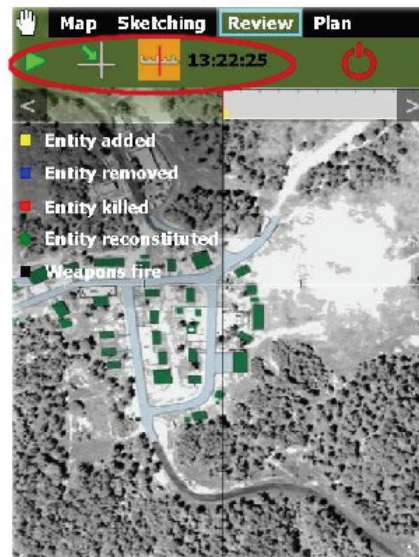 Map Sketching Review Plan
13:22:25
< >
Entity added
Entity removed
Entity killed
Entity reconstituted
Weapons fire